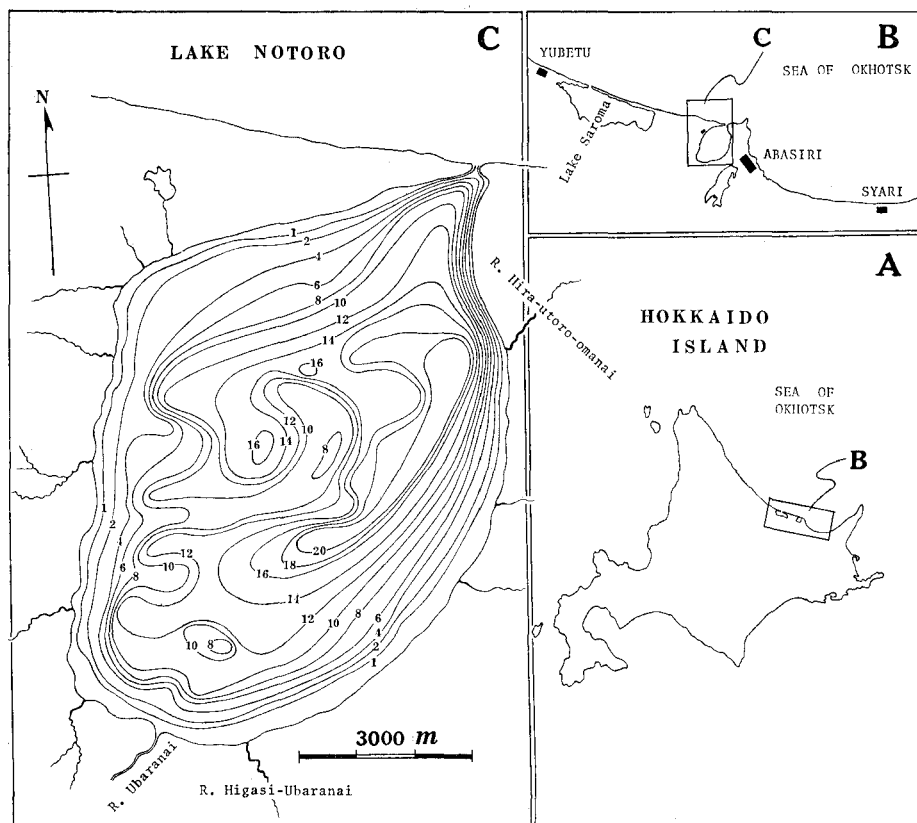 LAKE NOTORO
C
N
1
2
4
6
8
10
12
14
16
12
10
14
16
8
1
2
4
6
8
12
10
20
18
16
14
12
10
8
6
4
2
1
10
8
3000 m
R. Hira-utoro-omanai
R. Ubaranai
R. Higasi-Ubaranai
B
C
YUBETU
SEA OF OKHOTSK
Lake Saroma
ABASIRI
SYARI
A
HOKKAIDO
ISLAND
SEA OF
OKHOTSK
B